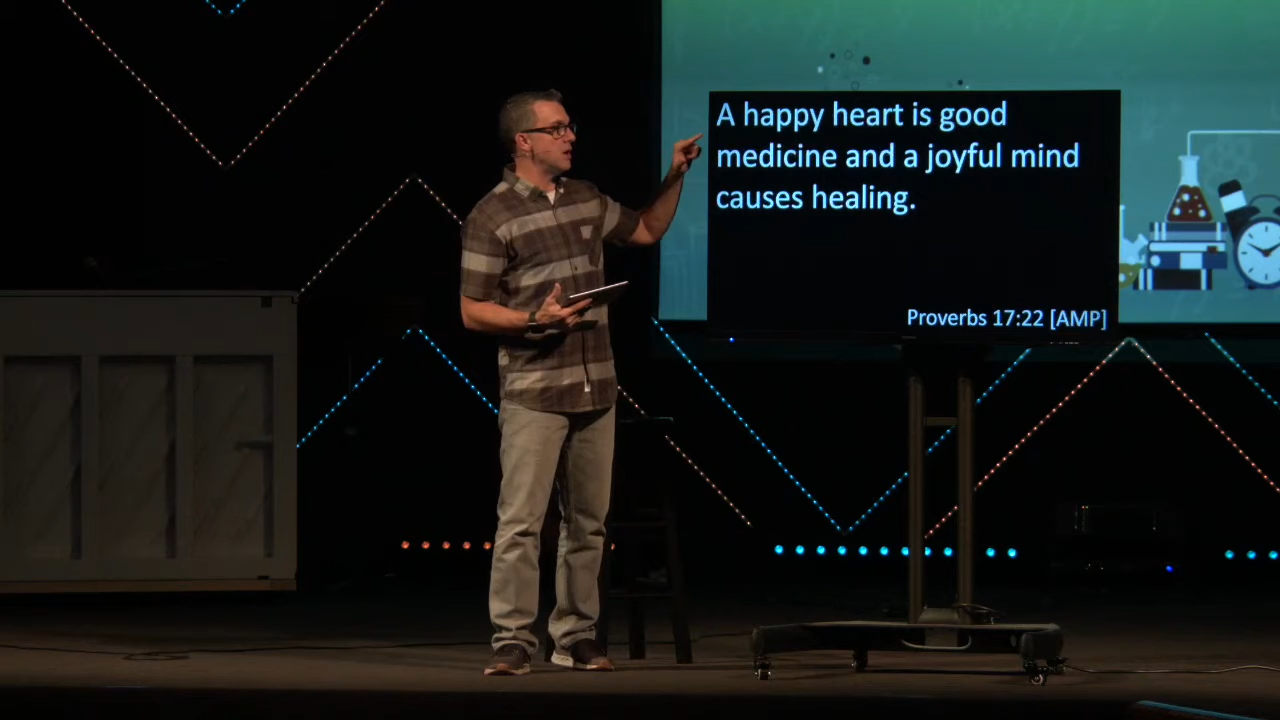 A happy heart is good
medicine and a joyful mind
causes healing.
Proverbs 17:22 [AMP]